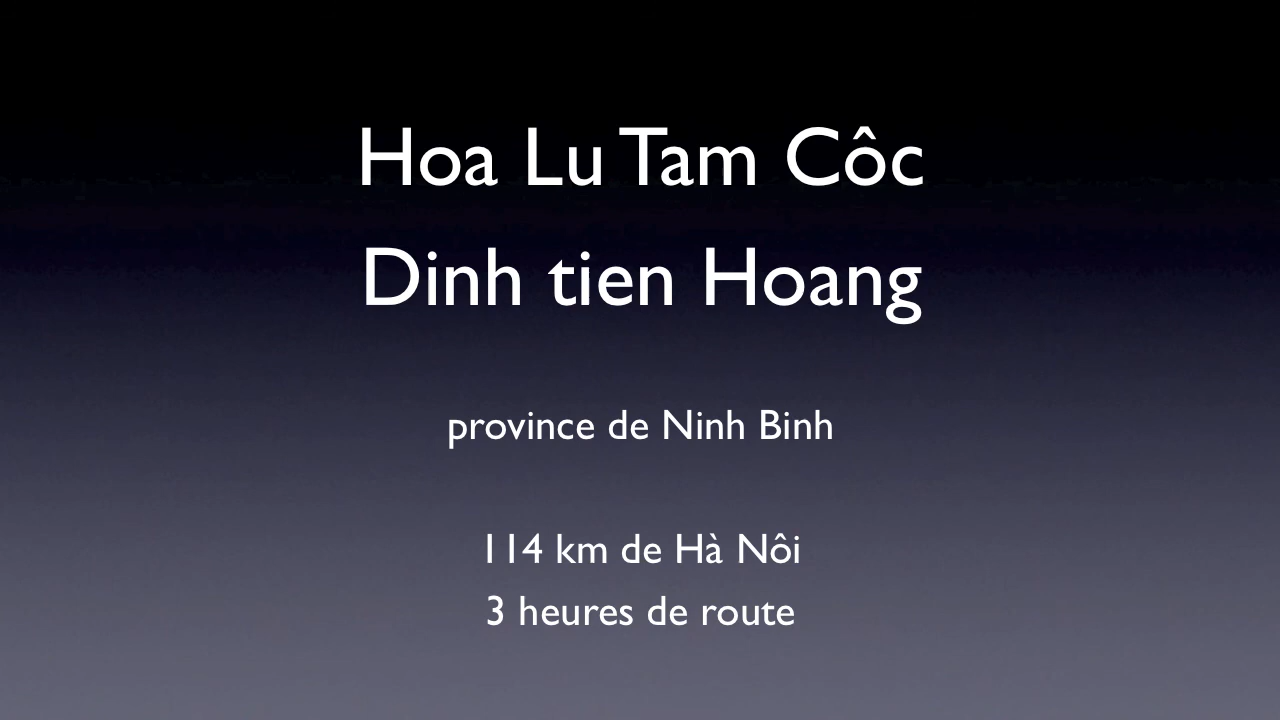 Hoa Lu Tam Côc
Dinh tien Hoang
province de Ninh Binh
114 km de Hà Nôi
3 heures de route